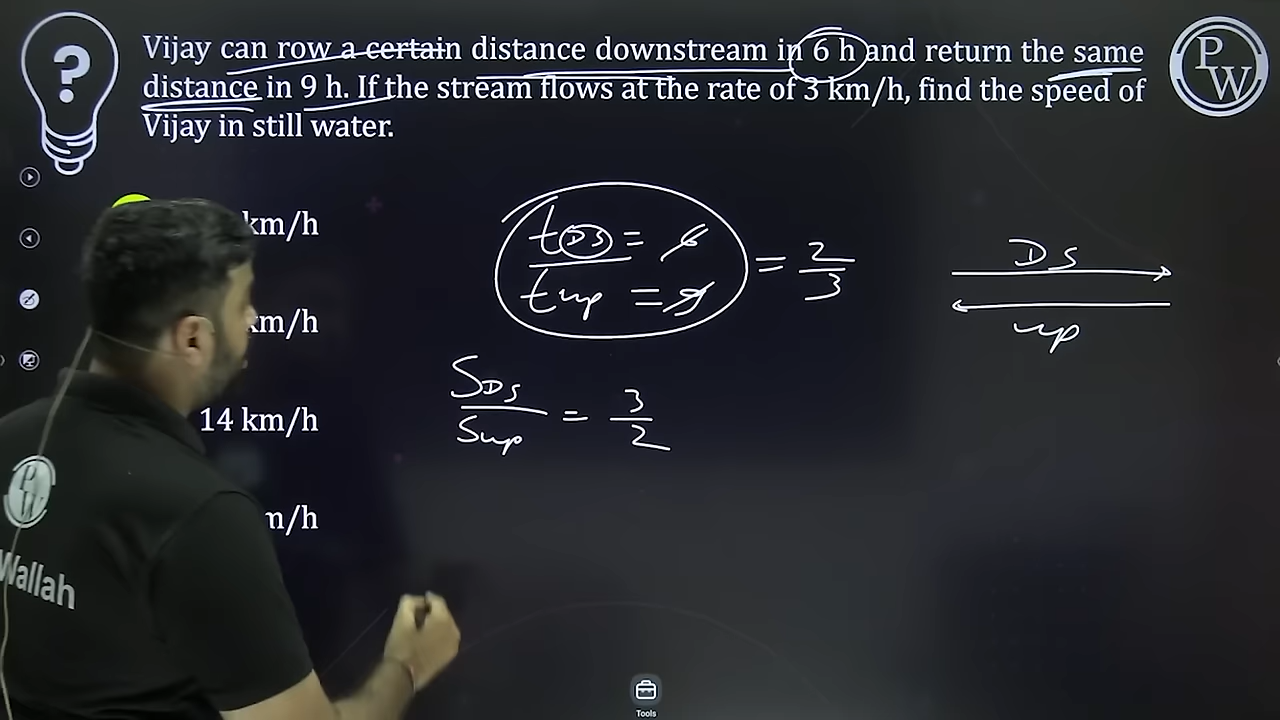 Vijay can row a certain distance downstream in 6 h and return the same
distance in 9 h. If the stream flows at the rate of 3 km/h, find the speed of
Vijay in still water.
P
W
?
km/h
km/h
14 km/h
m/h
tDS = 6
tup = 9
= 2/3
DS
up
SDS/Sup = 3/2
PW
Wallah
Tools